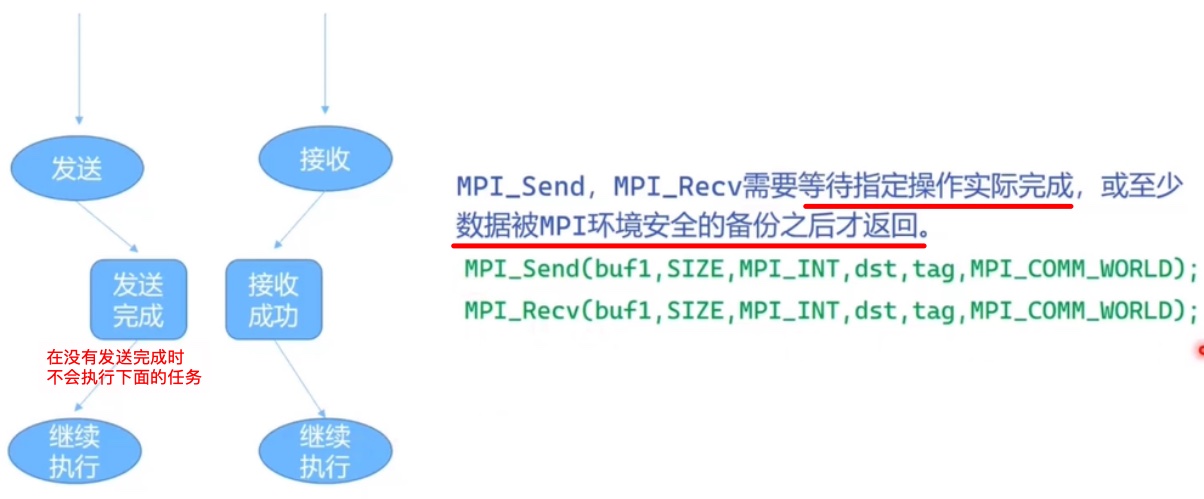 发送
接收
发送
完成
接收
成功
在没有发送完成时
不会执行下面的任务
继续
执行
继续
执行
MPI_Send，MPI_Recv需要等待指定操作实际完成，或至少
数据被MPI环境安全的备份之后才返回。
MPI_Send(buf1,SIZE,MPI_INT,dst,tag,MPI_COMM_WORLD);
MPI_Recv(buf1,SIZE,MPI_INT,dst,tag,MPI_COMM_WORLD);